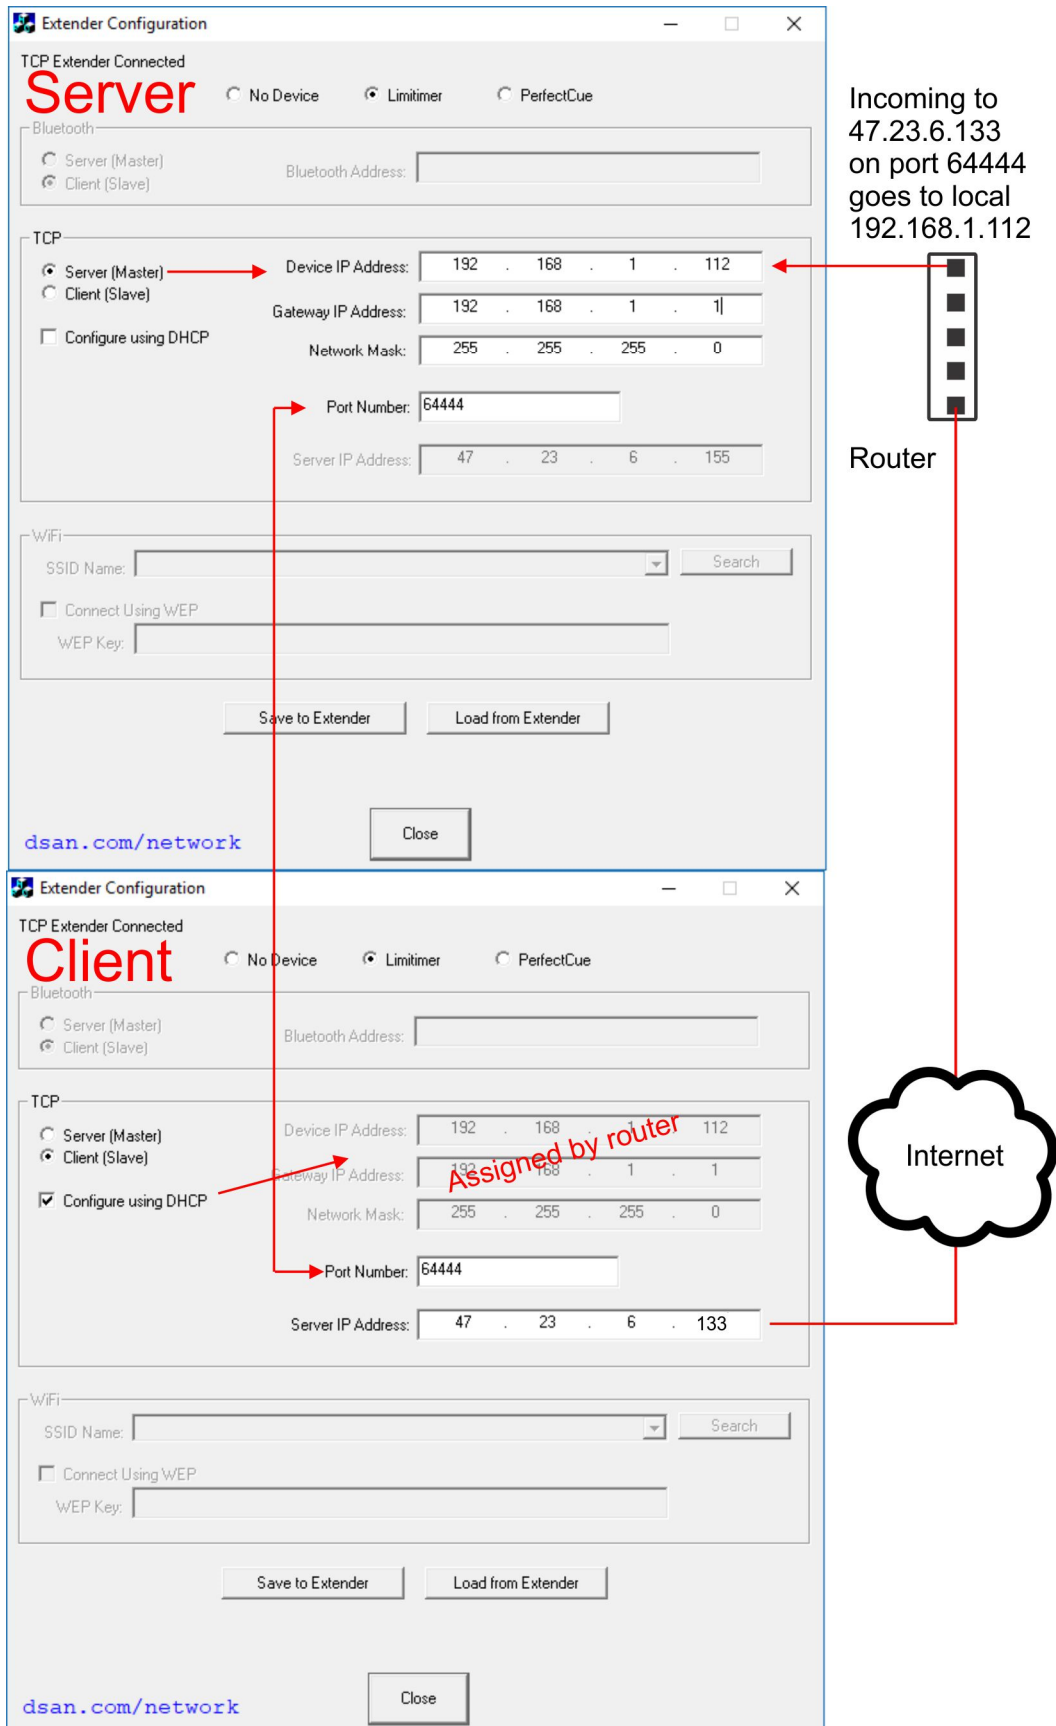 Extender Configuration
TCP Extender Connected
Server
No Device Limitimer PerfectCue
Incoming to
47.23.6.133
on port 64444
goes to local
192.168.1.112
Bluetooth
Server (Master)
Client (Slave)
Bluetooth Address:
TCP
Server (Master)
Client (Slave)
Configure using DHCP
Device IP Address: 192 . 168 . 1 . 112
Gateway IP Address: 192 . 168 . 1 . 1
Network Mask: 255 . 255 . 255 . 0
Port Number: 64444
Server IP Address: 47 . 23 . 6 . 155
Router
WiFi
SSID Name:
Search
Connect Using WEP
WEP Key:
Save to Extender Load from Extender
Close
dsan.com/network
Extender Configuration
TCP Extender Connected
Client
No Device Limitimer PerfectCue
Bluetooth
Server (Master)
Client (Slave)
Bluetooth Address:
TCP
Server (Master)
Client (Slave)
Configure using DHCP
Device IP Address: 192 . 168 . 1 . 112
Gateway IP Address: 192 . 168 . 1 . 1
Network Mask: 255 . 255 . 255 . 0
Assigned by router
Port Number: 64444
Server IP Address: 47 . 23 . 6 . 133
Internet
WiFi
SSID Name:
Search
Connect Using WEP
WEP Key:
Save to Extender Load from Extender
Close
dsan.com/network